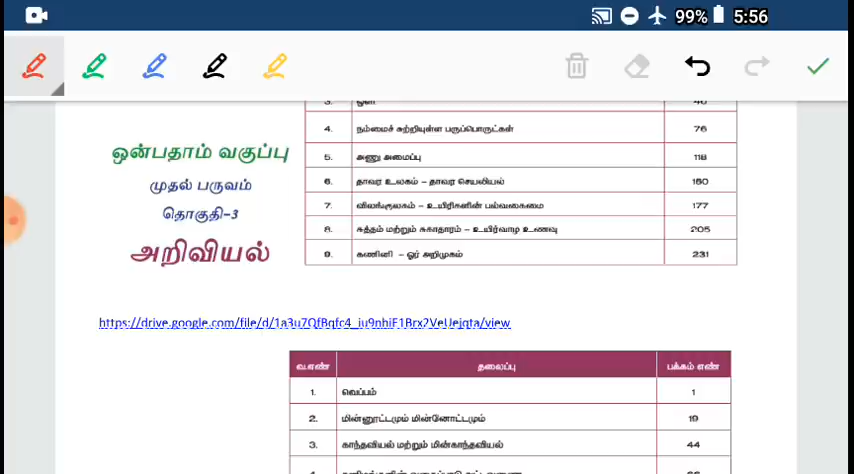 99% 5:56
3. ஒளி 40
4. நம்மைச் சுற்றியுள்ள பருப்பொருட்கள் 76
5. அணு அமைப்பு 118
6. தாவர உலகம் – தாவர செயலியல் 150
7. விலங்குலகம் – உயிரிகளின் பல்வகைமை 177
8. சுத்தம் மற்றும் சுகாதாரம் – உயிர்வாழ உணவு 205
9. கணினி – ஓர் அறிமுகம் 231
ஒன்பதாம் வகுப்பு
முதல் பருவம்
தொகுதி-3
அறிவியல்
வ.எண் தலைப்பு பக்கம் எண்
1. வெப்பம் 1
2. மின்னூட்டமும் மின்னோட்டமும் 19
3. காந்தவியல் மற்றும் மின்காந்தவியல் 44